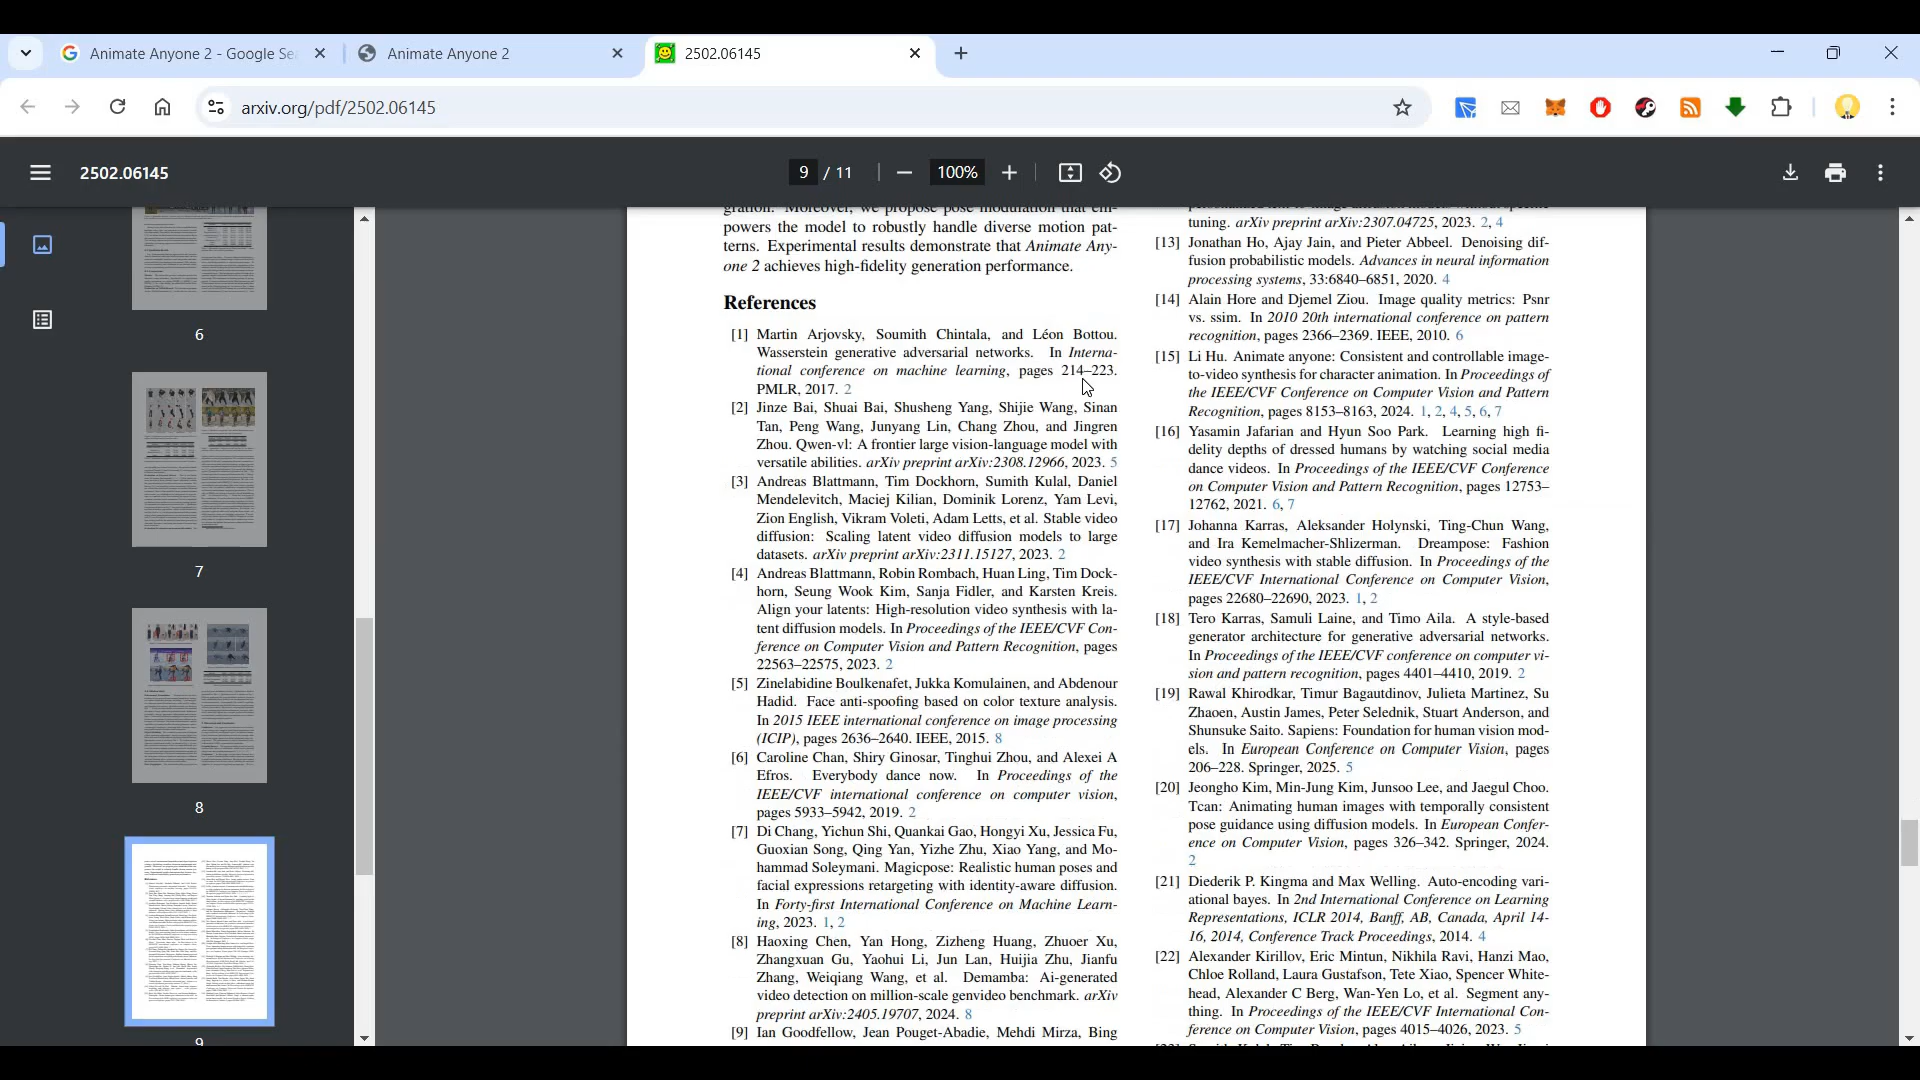 Animate Anyone 2 - Google Se
Animate Anyone 2
2502.06145
arxiv.org/pdf/2502.06145
2502.06145
9 / 11
100%
6
7
8
9
powers the model to robustly handle diverse motion pat-
terns. Experimental results demonstrate that Animate Any-
one 2 achieves high-fidelity generation performance.
References
[1] Martin Arjovsky, Soumith Chintala, and Léon Bottou.
Wasserstein generative adversarial networks. In Interna-
tional conference on machine learning, pages 214–223.
PMLR, 2017. 2
[2] Jinze Bai, Shuai Bai, Shusheng Yang, Shijie Wang, Sinan
Tan, Peng Wang, Junyang Lin, Chang Zhou, and Jingren
Zhou. Qwen-vl: A frontier large vision-language model with
versatile abilities. arXiv preprint arXiv:2308.12966, 2023. 5
[3] Andreas Blattmann, Tim Dockhorn, Sumith Kulal, Daniel
Mendelevitch, Maciej Kilian, Dominik Lorenz, Yam Levi,
Zion English, Vikram Voleti, Adam Letts, et al. Stable video
diffusion: Scaling latent video diffusion models to large
datasets. arXiv preprint arXiv:2311.15127, 2023. 2
[4] Andreas Blattmann, Robin Rombach, Huan Ling, Tim Dock-
horn, Seung Wook Kim, Sanja Fidler, and Karsten Kreis.
Align your latents: High-resolution video synthesis with la-
tent diffusion models. In Proceedings of the IEEE/CVF Con-
ference on Computer Vision and Pattern Recognition, pages
22563–22575, 2023. 2
[5] Zinelabidine Boulkenafet, Jukka Komulainen, and Abdenour
Hadid. Face anti-spoofing based on color texture analysis.
In 2015 IEEE international conference on image processing
(ICIP), pages 2636–2640. IEEE, 2015. 8
[6] Caroline Chan, Shiry Ginosar, Tinghui Zhou, and Alexei A
Efros. Everybody dance now. In Proceedings of the
IEEE/CVF international conference on computer vision,
pages 5933–5942, 2019. 2
[7] Di Chang, Yichun Shi, Quankai Gao, Hongyi Xu, Jessica Fu,
Guoxian Song, Qing Yan, Yizhe Zhu, Xiao Yang, and Mo-
hammad Soleymani. Magicpose: Realistic human poses and
facial expressions retargeting with identity-aware diffusion.
In Forty-first International Conference on Machine Learn-
ing, 2023. 1, 2
[8] Haoxing Chen, Yan Hong, Zizheng Huang, Zhuoer Xu,
Zhangxuan Gu, Yaohui Li, Jun Lan, Huijia Zhu, Jianfu
Zhang, Weiqiang Wang, et al. Demamba: Ai-generated
video detection on million-scale genvideo benchmark. arXiv
preprint arXiv:2405.19707, 2024. 8
[9] Ian Goodfellow, Jean Pouget-Abadie, Mehdi Mirza, Bing
tuning. arXiv preprint arXiv:2307.04725, 2023. 2, 4
[13] Jonathan Ho, Ajay Jain, and Pieter Abbeel. Denoising dif-
fusion probabilistic models. Advances in neural information
processing systems, 33:6840–6851, 2020. 4
[14] Alain Hore and Djemel Ziou. Image quality metrics: Psnr
vs. ssim. In 2010 20th international conference on pattern
recognition, pages 2366–2369. IEEE, 2010. 6
[15] Li Hu. Animate anyone: Consistent and controllable image-
to-video synthesis for character animation. In Proceedings of
the IEEE/CVF Conference on Computer Vision and Pattern
Recognition, pages 8153–8163, 2024. 1, 2, 4, 5, 6, 7
[16] Yasamin Jafarian and Hyun Soo Park. Learning high fi-
delity depths of dressed humans by watching social media
dance videos. In Proceedings of the IEEE/CVF Conference
on Computer Vision and Pattern Recognition, pages 12753–
12762, 2021. 6, 7
[17] Johanna Karras, Aleksander Holynski, Ting-Chun Wang,
and Ira Kemelmacher-Shlizerman. Dreampose: Fashion
video synthesis with stable diffusion. In Proceedings of the
IEEE/CVF International Conference on Computer Vision,
pages 22680–22690, 2023. 1, 2
[18] Tero Karras, Samuli Laine, and Timo Aila. A style-based
generator architecture for generative adversarial networks.
In Proceedings of the IEEE/CVF conference on computer vi-
sion and pattern recognition, pages 4401–4410, 2019. 2
[19] Rawal Khirodkar, Timur Bagautdinov, Julieta Martinez, Su
Zhaoen, Austin James, Peter Selednik, Stuart Anderson, and
Shunsuke Saito. Sapiens: Foundation for human vision mod-
els. In European Conference on Computer Vision, pages
206–228. Springer, 2025. 5
[20] Jeongho Kim, Min-Jung Kim, Junsoo Lee, and Jaegul Choo.
Tcan: Animating human images with temporally consistent
pose guidance using diffusion models. In European Confer-
ence on Computer Vision, pages 326–342. Springer, 2024.
2
[21] Diederik P. Kingma and Max Welling. Auto-encoding vari-
ational bayes. In 2nd International Conference on Learning
Representations, ICLR 2014, Banff, AB, Canada, April 14-
16, 2014, Conference Track Proceedings, 2014. 4
[22] Alexander Kirillov, Eric Mintun, Nikhila Ravi, Hanzi Mao,
Chloe Rolland, Laura Gustafson, Tete Xiao, Spencer White-
head, Alexander C Berg, Wan-Yen Lo, et al. Segment any-
thing. In Proceedings of the IEEE/CVF International Con-
ference on Computer Vision, pages 4015–4026, 2023. 5